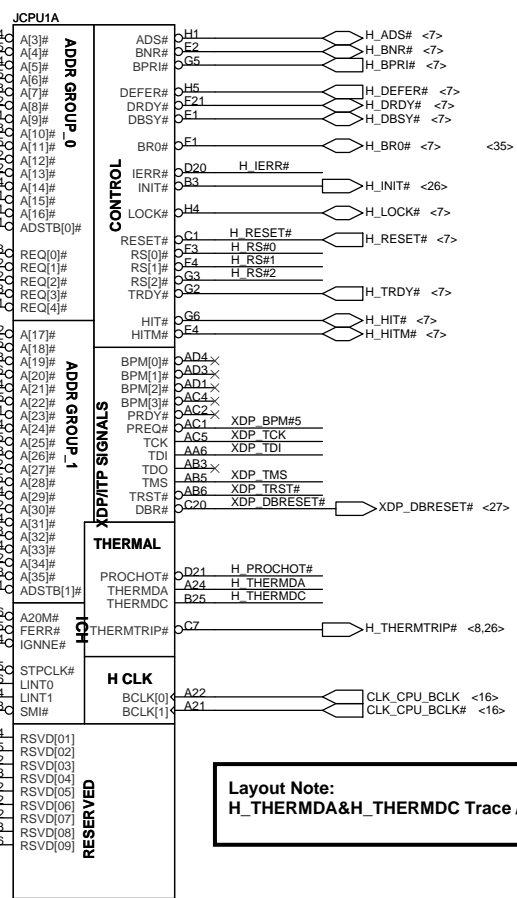 JCPU1A
ADDR GROUP_0
A[3]#
A[4]#
A[5]#
A[6]#
A[7]#
A[8]#
A[9]#
A[10]#
A[11]#
A[12]#
A[13]#
A[14]#
A[15]#
A[16]#
ADSTB[0]#
REQ[0]#
REQ[1]#
REQ[2]#
REQ[3]#
REQ[4]#
ADDR GROUP_1
A[17]#
A[18]#
A[19]#
A[20]#
A[21]#
A[22]#
A[23]#
A[24]#
A[25]#
A[26]#
A[27]#
A[28]#
A[29]#
A[30]#
A[31]#
A[32]#
A[33]#
A[34]#
A[35]#
ADSTB[1]#
ICH
A20M#
FERR#
IGNNE#
STPCLK#
LINT0
LINT1
SMI#
RESERVED
RSVD[01]
RSVD[02]
RSVD[03]
RSVD[04]
RSVD[05]
RSVD[06]
RSVD[07]
RSVD[08]
RSVD[09]
CONTROL
ADS# H1 H_ADS# <7>
BNR# E2 H_BNR# <7>
BPRI# G5 H_BPRI# <7>
DEFER# H5 H_DEFER# <7>
DRDY# F21 H_DRDY# <7>
DBSY# E1 H_DBSY# <7>
BR0# F1 H_BR0# <7> <35>
IERR# D20 H_IERR#
INIT# B3 H_INIT# <26>
LOCK# H4 H_LOCK# <7>
RESET# C1 H_RESET# H_RESET# <7>
RS[0]# F3 H_RS#0
RS[1]# F4 H_RS#1
RS[2]# G3 H_RS#2
TRDY# G2 H_TRDY# <7>
HIT# G6 H_HIT# <7>
HITM# E4 H_HITM# <7>
XDP/ITP SIGNALS
BPM[0]# AD4
BPM[1]# AD3
BPM[2]# AD1
BPM[3]# AC4
PRDY# AC2
PREQ# AC1 XDP_BPM#5
TCK AC5 XDP_TCK
TDI AA6 XDP_TDI
TDO AB3
TMS AB5 XDP_TMS
TRST# AB6 XDP_TRST#
DBR# C20 XDP_DBRESET# XDP_DBRESET# <27>
THERMAL
PROCHOT# D21 H_PROCHOT#
THERMDA A24 H_THERMDA
THERMDC B25 H_THERMDC
THERMTRIP# C7 H_THERMTRIP# <8,26>
H CLK
BCLK[0] A22 CLK_CPU_BCLK <16>
BCLK[1] A21 CLK_CPU_BCLK# <16>
Layout Note:
H_THERMDA&H_THERMDC Trace